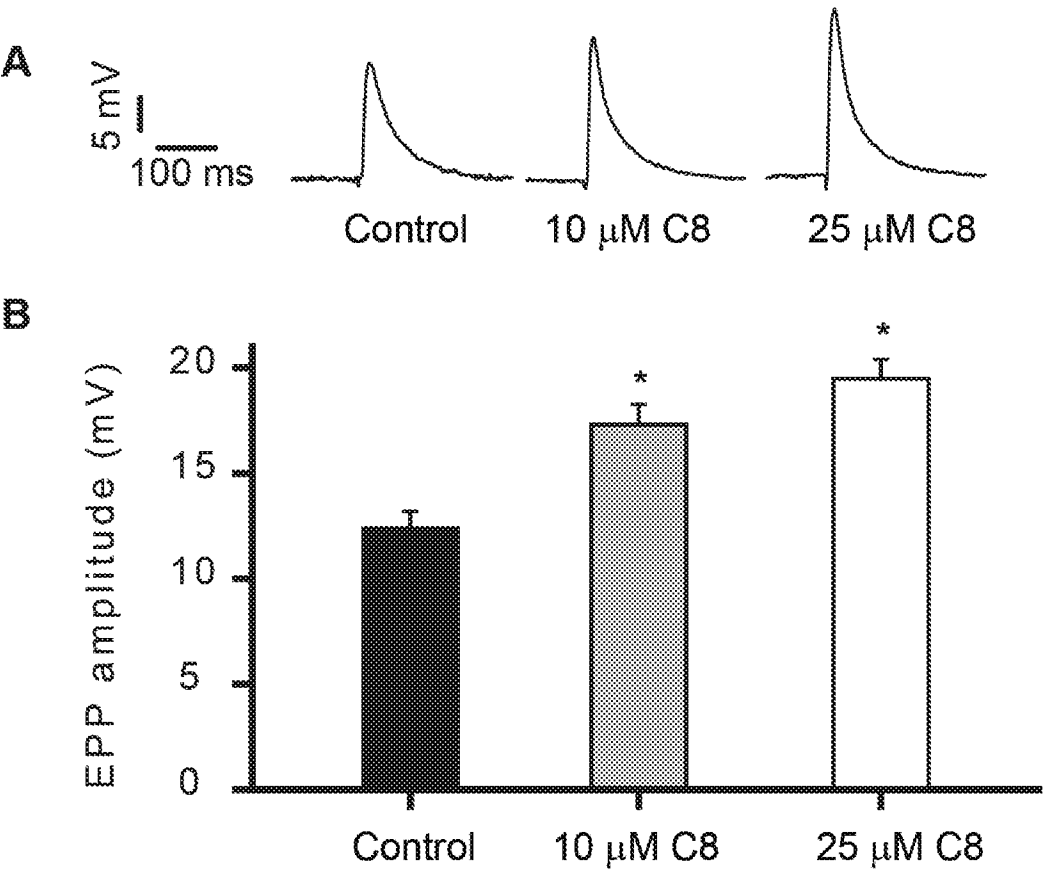 A
5 mV
100 ms
Control
10 μM C8
25 μM C8
B
EPP amplitude (mV)
20
15
10
5
0
*
*
Control
10 μM C8
25 μM C8